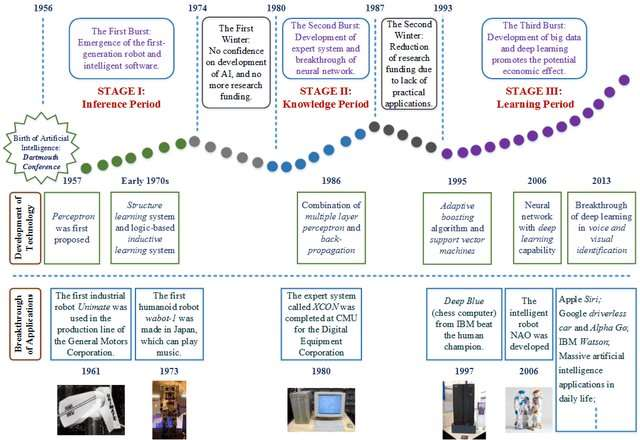 1956
1974
1980
1987
1993
The First Burst:
Emergence of the first-
generation robot and
intelligent software.
The First
Winter:
No confidence
on development
of AI, and no
more research
funding.
The Second Burst:
Development of
expert system and
breakthrough of
neural network.
The Second
Winter:
Reduction of
research
funding due
to lack of
practical
applications.
The Third Burst:
Development of big data
and deep learning
promotes the potential
economic effect.
STAGE I:
Inference Period
STAGE II:
Knowledge Period
STAGE III:
Learning Period
Birth of Artificial
Intelligence:
Dartmouth
Conference
1957
Early 1970s
1986
1995
2006
2013
Development of
Technology
Perceptron
was first
proposed
Structure
learning system
and logic-based
inductive
learning system
Combination of
multiple layer
perceptron and
back-
propagation
Adaptive
boosting
algorithm and
support vector
machines
Neural
network
with deep
learning
capability
Breakthrough
of deep learning
in voice and
visual
identification
Breakthrough
of Applications
The first industrial
robot Unimate was
used in the
production line of
the General Motors
Corporation.
The first
humanoid robot
wabot-1 was
made in Japan,
which can play
music.
The expert system
called XCON was
completed at CMU
for the Digital
Equipment
Corporation
Deep Blue
(chess computer)
from IBM beat
the human
champion.
The
intelligent
robot
NAO was
developed
Apple Siri;
Google driverless
car and Alpha Go;
IBM Watson;
Massive artificial
intelligence
applications in
daily life;
1961
1973
1980
1997
2006